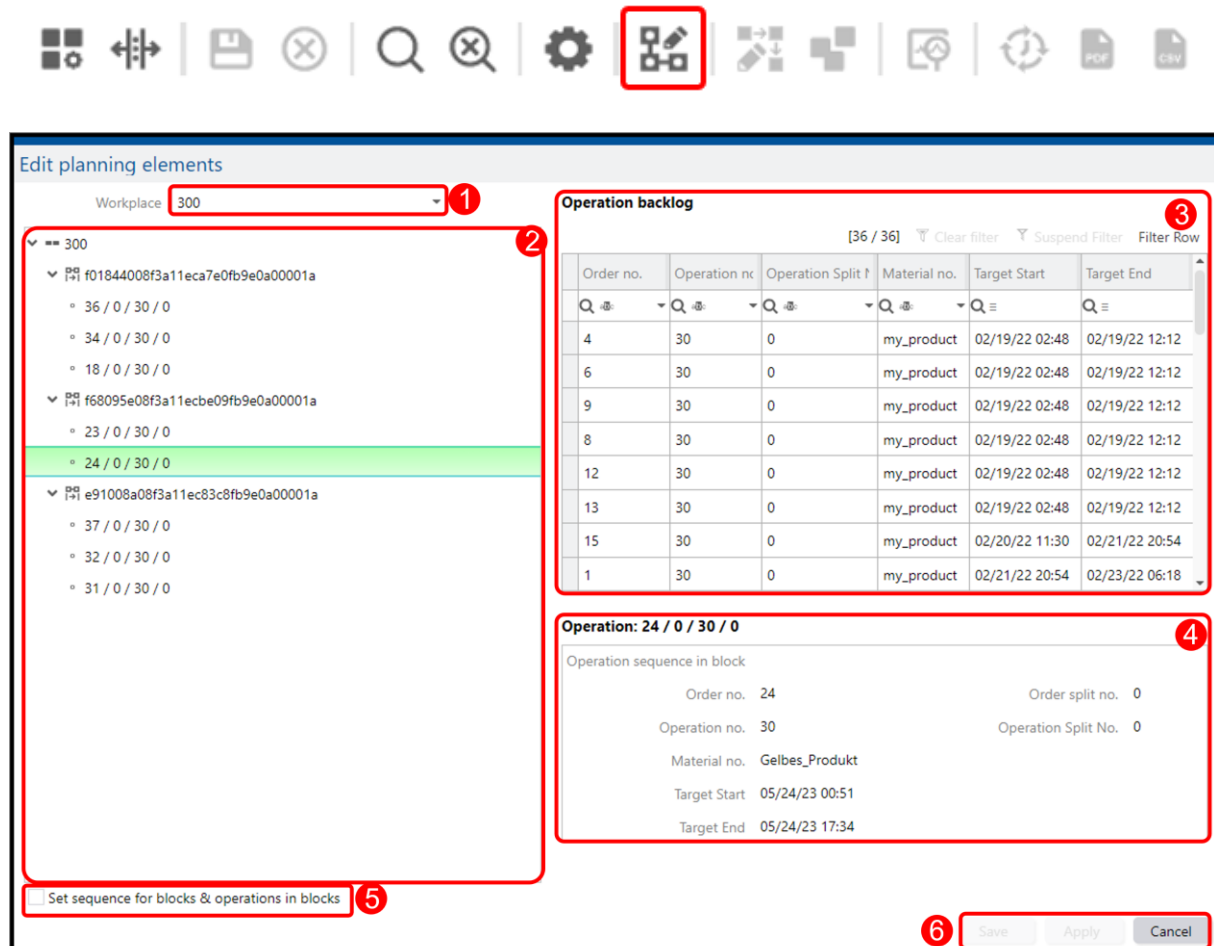 PDF
CSV
Edit planning elements
Workplace 300
1
2
300
f01844008f3a11eca7e0fb9e0a00001a
36 / 0 / 30 / 0
34 / 0 / 30 / 0
18 / 0 / 30 / 0
f68095e08f3a11ecbe09fb9e0a00001a
23 / 0 / 30 / 0
24 / 0 / 30 / 0
e91008a08f3a11ec83c8fb9e0a00001a
37 / 0 / 30 / 0
32 / 0 / 30 / 0
31 / 0 / 30 / 0
Set sequence for blocks & operations in blocks
5
Operation backlog
3
[36 / 36] Clear filter Suspend Filter Filter Row
Order no. Operation no Operation Split Material no. Target Start Target End
4 30 0 my_product 02/19/22 02:48 02/19/22 12:12
6 30 0 my_product 02/19/22 02:48 02/19/22 12:12
9 30 0 my_product 02/19/22 02:48 02/19/22 12:12
8 30 0 my_product 02/19/22 02:48 02/19/22 12:12
12 30 0 my_product 02/19/22 02:48 02/19/22 12:12
13 30 0 my_product 02/19/22 02:48 02/19/22 12:12
15 30 0 my_product 02/20/22 11:30 02/21/22 20:54
1 30 0 my_product 02/21/22 20:54 02/23/22 06:18
Operation: 24 / 0 / 30 / 0
4
Operation sequence in block
Order no. 24 Order split no. 0
Operation no. 30 Operation Split No. 0
Material no. Gelbes_Produkt
Target Start 05/24/23 00:51
Target End 05/24/23 17:34
6
Save Apply Cancel